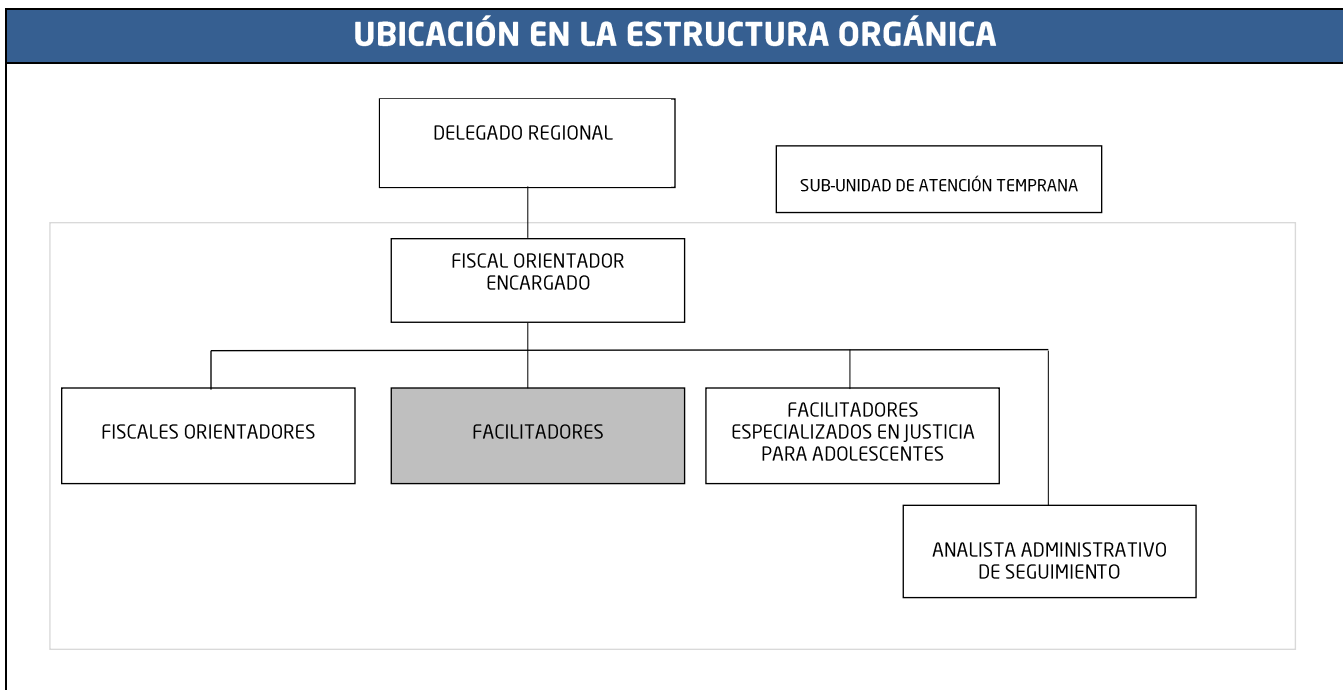 UBICACIÓN EN LA ESTRUCTURA ORGÁNICA
DELEGADO REGIONAL
SUB-UNIDAD DE ATENCIÓN TEMPRANA
FISCAL ORIENTADOR
ENCARGADO
FISCALES ORIENTADORES
FACILITADORES
FACILITADORES
ESPECIALIZADOS EN JUSTICIA
PARA ADOLESCENTES
ANALISTA ADMINISTRATIVO
DE SEGUIMIENTO